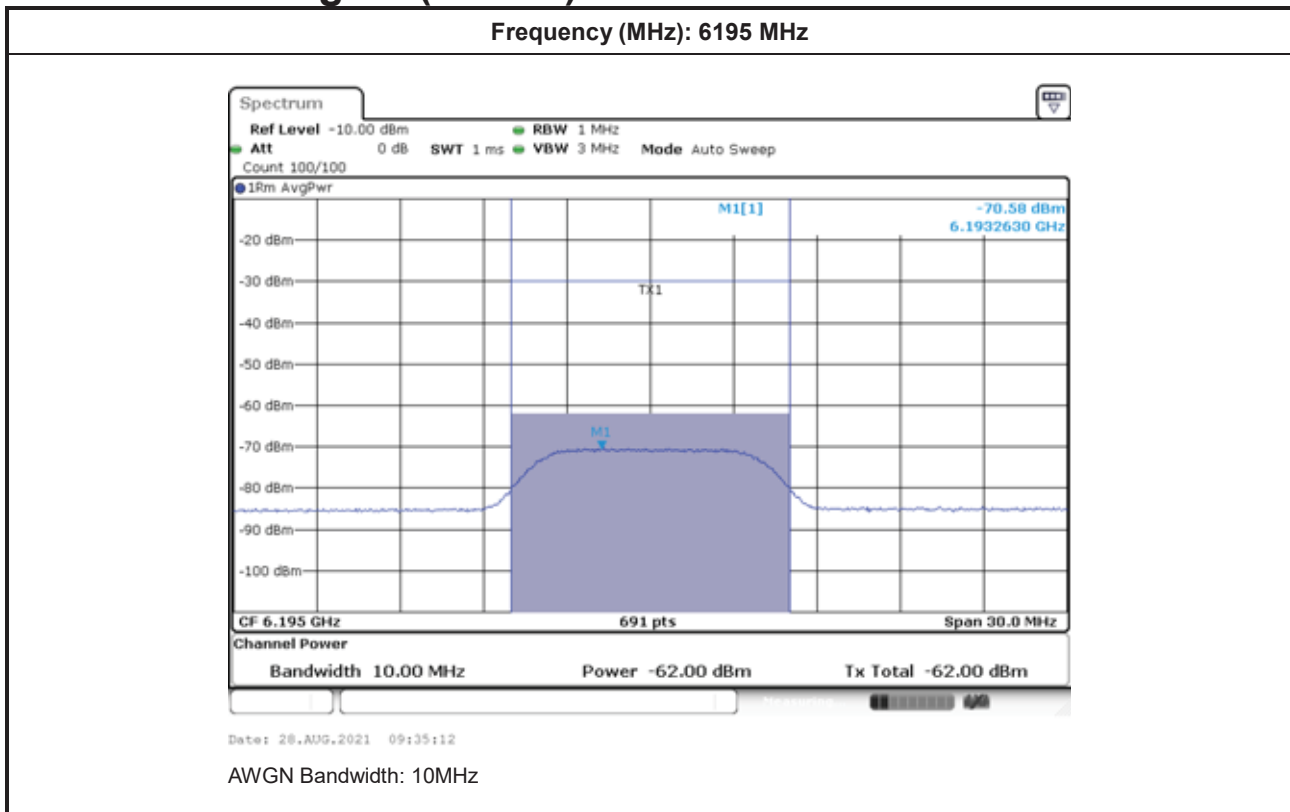 Frequency (MHz): 6195 MHz
Spectrum
Ref Level -10.00 dBm RBW 1 MHz
Att 0 dB SWT 1 ms VBW 3 MHz Mode Auto Sweep
Count 100/100
1Rm AvgPwr
M1[1] -70.58 dBm
6.1932630 GHz
-20 dBm
-30 dBm
TX1
-40 dBm
-50 dBm
-60 dBm
M1
-70 dBm
-80 dBm
-90 dBm
-100 dBm
CF 6.195 GHz 691 pts Span 30.0 MHz
Channel Power
Bandwidth 10.00 MHz Power -62.00 dBm Tx Total -62.00 dBm
Measuring...
Date: 28.AUG.2021 09:35:12
AWGN Bandwidth: 10MHz